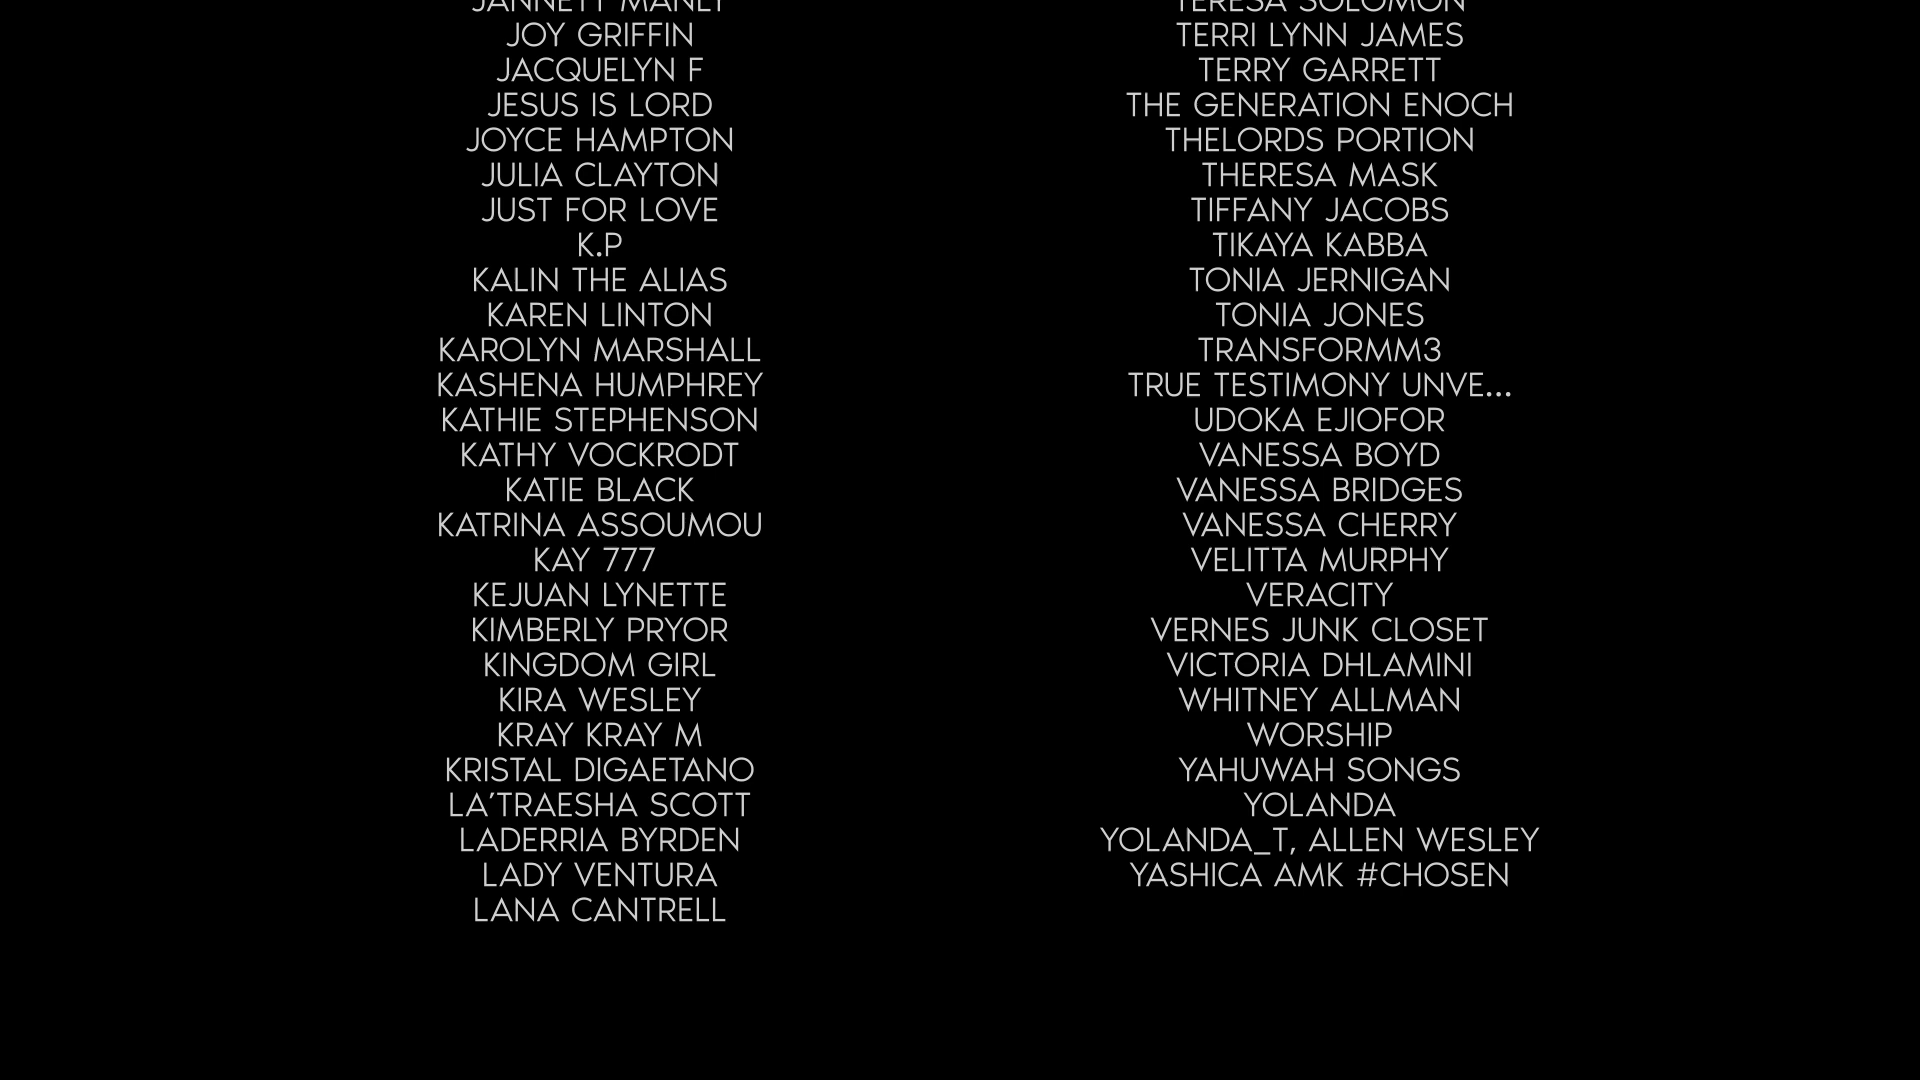 JANNETT MANLY
JOY GRIFFIN
JACQUELYN F
JESUS IS LORD
JOYCE HAMPTON
JULIA CLAYTON
JUST FOR LOVE
K.P
KALIN THE ALIAS
KAREN LINTON
KAROLYN MARSHALL
KASHENA HUMPHREY
KATHIE STEPHENSON
KATHY VOCKRODT
KATIE BLACK
KATRINA ASSOUMOU
KAY 777
KEJUAN LYNETTE
KIMBERLY PRYOR
KINGDOM GIRL
KIRA WESLEY
KRAY KRAY M
KRISTAL DIGAETANO
LA'TRAESHA SCOTT
LADERRIA BYRDEN
LADY VENTURA
LANA CANTRELL
TERESA SOLOMON
TERRI LYNN JAMES
TERRY GARRETT
THE GENERATION ENOCH
THELORDS PORTION
THERESA MASK
TIFFANY JACOBS
TIKAYA KABBA
TONIA JERNIGAN
TONIA JONES
TRANSFORMM3
TRUE TESTIMONY UNVE...
UDOKA EJIOFOR
VANESSA BOYD
VANESSA BRIDGES
VANESSA CHERRY
VELITTA MURPHY
VERACITY
VERNES JUNK CLOSET
VICTORIA DHLAMINI
WHITNEY ALLMAN
WORSHIP
YAHUWAH SONGS
YOLANDA
YOLANDA_T, ALLEN WESLEY
YASHICA AMK #CHOSEN